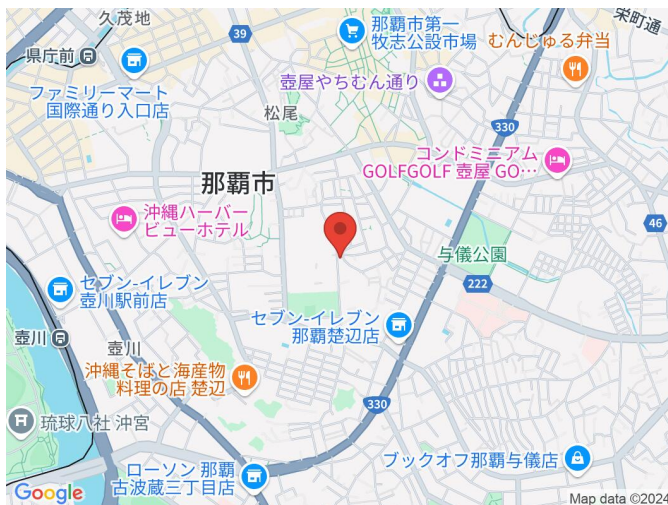 久茂地
栄町通
県庁前
39
那覇市第一
牧志公設市場
むんじゅる弁当
ファミリーマート
国際通り入口店
壺屋やちむん通り
松尾
330
コンドミニアム
GOLFGOLF 壺屋 GO…
那覇市
沖縄ハーバー
ビューホテル
46
与儀公園
セブン-イレブン
壺川駅前店
222
壺川
壺川
セブン-イレブン
那覇楚辺店
沖縄そばと海産物
料理の店 楚辺
330
琉球八社 沖宮
ローソン 那覇
古波蔵三丁目店
ブックオフ那覇与儀店
Google
Map data ©2024